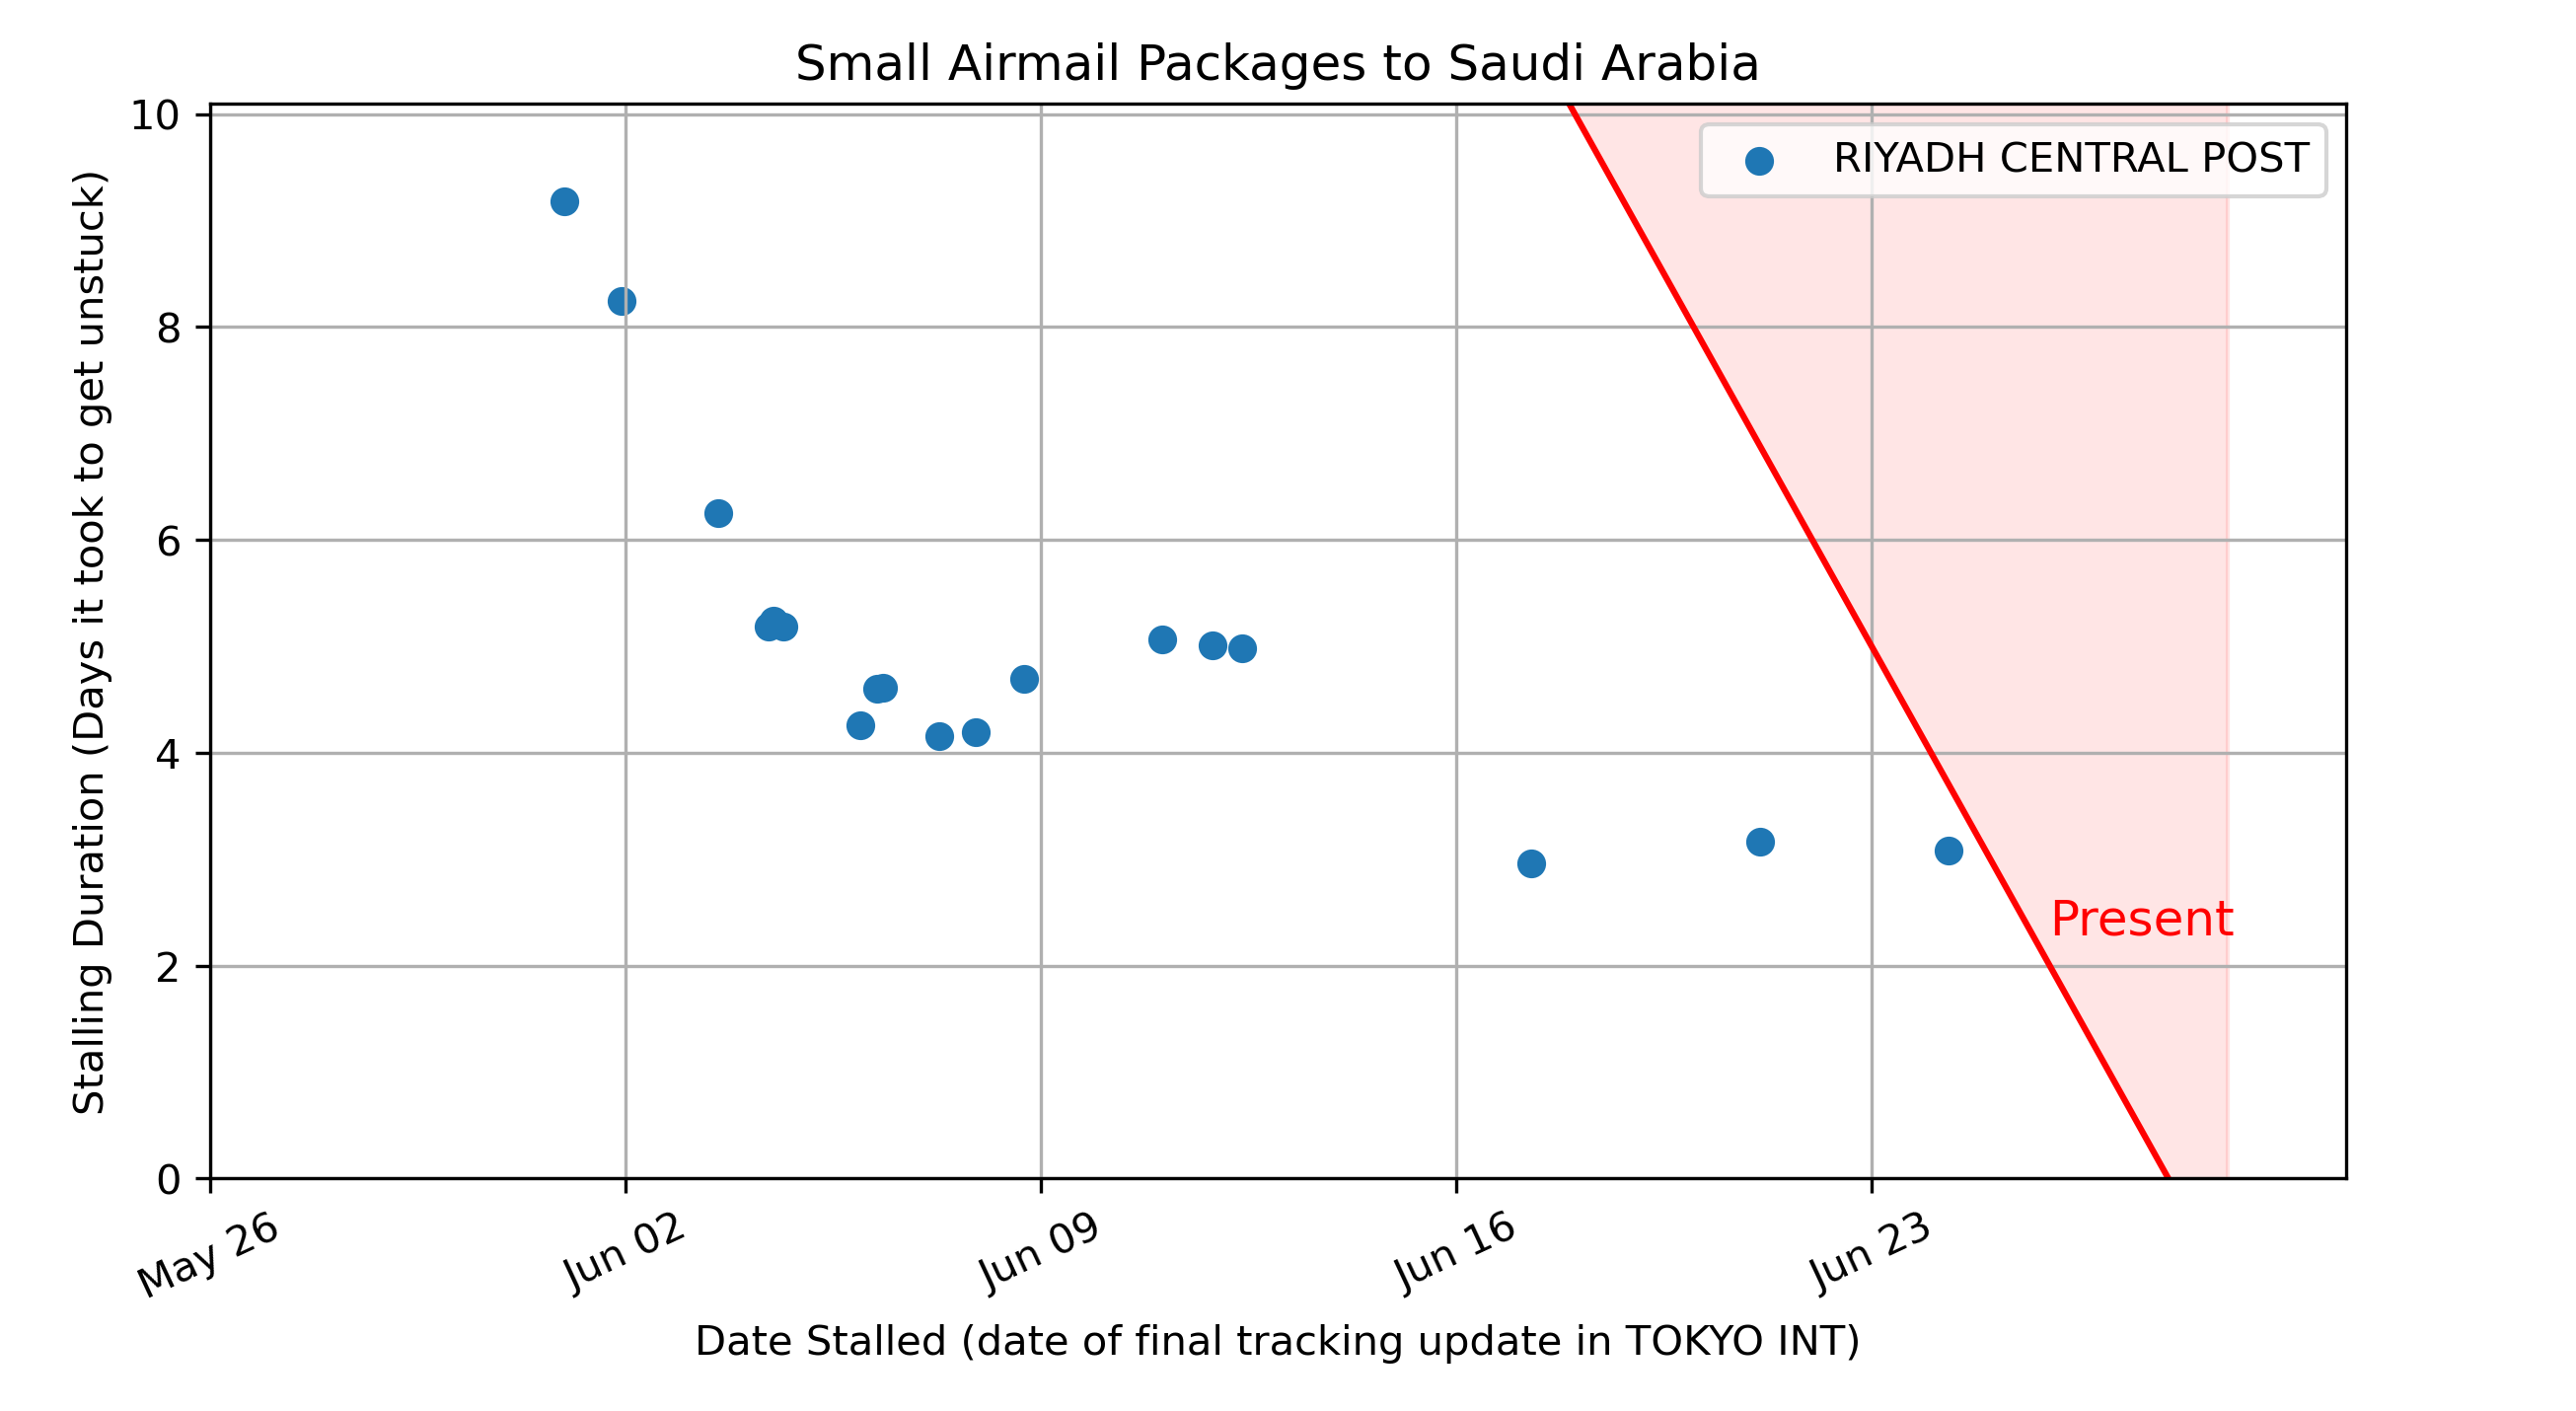 Small Airmail Packages to Saudi Arabia
RIYADH CENTRAL POST
Stalling Duration (Days it took to get unstuck)
10
8
6
4
2
0
Present
May 26
Jun 02
Jun 09
Jun 16
Jun 23
Date Stalled (date of final tracking update in TOKYO INT)